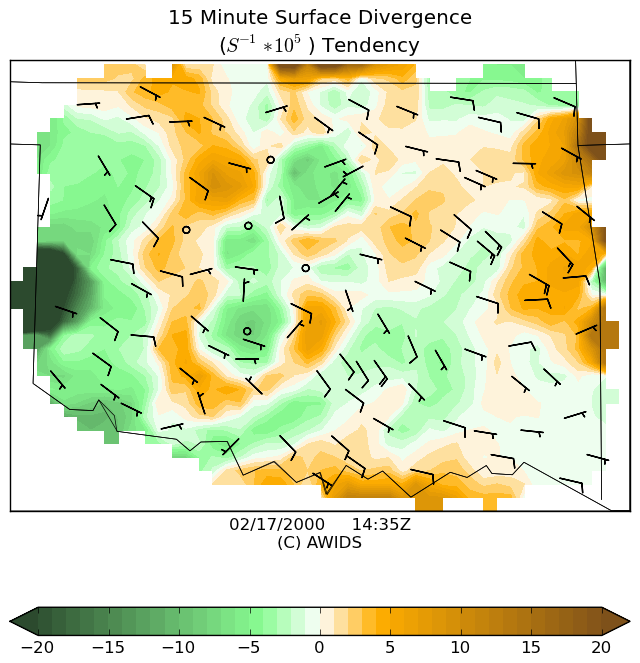 15 Minute Surface Divergence
(S⁻¹ *10⁵ ) Tendency
02/17/2000 14:35Z
(C) AWIDS
−20 −15 −10 −5 0 5 10 15 20